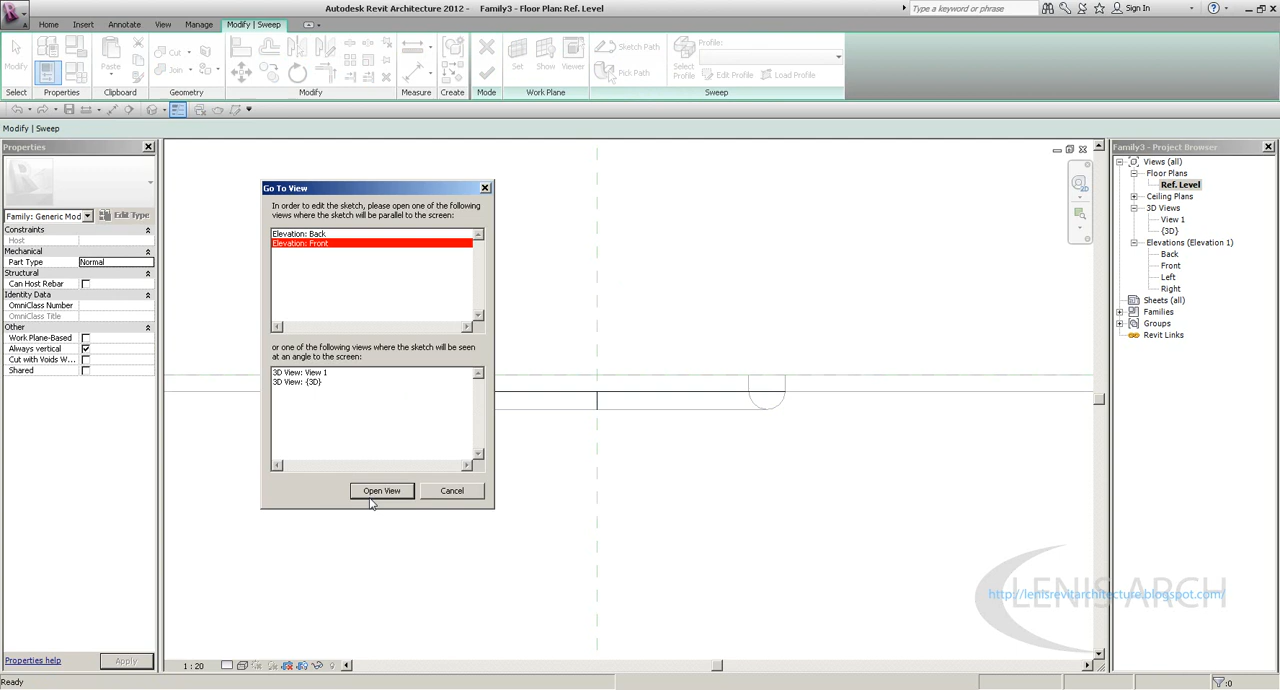 Autodesk Revit Architecture 2012 - Family3 - Floor Plan: Ref. Level
Type a keyword or phrase
Sign In
Home Insert Annotate View Manage Modify | Sweep
Modify
Paste
Cut
Join
Set Show Viewer
Sketch Path
Pick Path
Select Profile
Profile:
Edit Profile Load Profile
Select Properties Clipboard Geometry Modify Measure Create Mode Work Plane Sweep
Modify | Sweep
Properties
Family: Generic Mod
Edit Type
Constraints
Host
Mechanical
Part Type Normal
Structural
Can Host Rebar
Identity Data
OmniClass Number
OmniClass Title
Other
Work Plane-Based
Always vertical
Cut with Voids W...
Shared
Properties help
Apply
Go To View
In order to edit the sketch, please open one of the following
views where the sketch will be parallel to the screen:
Elevation: Back
Elevation: Front
or one of the following views where the sketch will be seen
at an angle to the screen:
3D View: View 1
3D View: {3D}
Open View Cancel
Family3 - Project Browser
Views (all)
Floor Plans
Ref. Level
Ceiling Plans
3D Views
View 1
{3D}
Elevations (Elevation 1)
Back
Front
Left
Right
Sheets (all)
Families
Groups
Revit Links
LENIS ARCH
http://lenisrevitarchitecture.blogspot.com/
1 : 20
Ready
:0